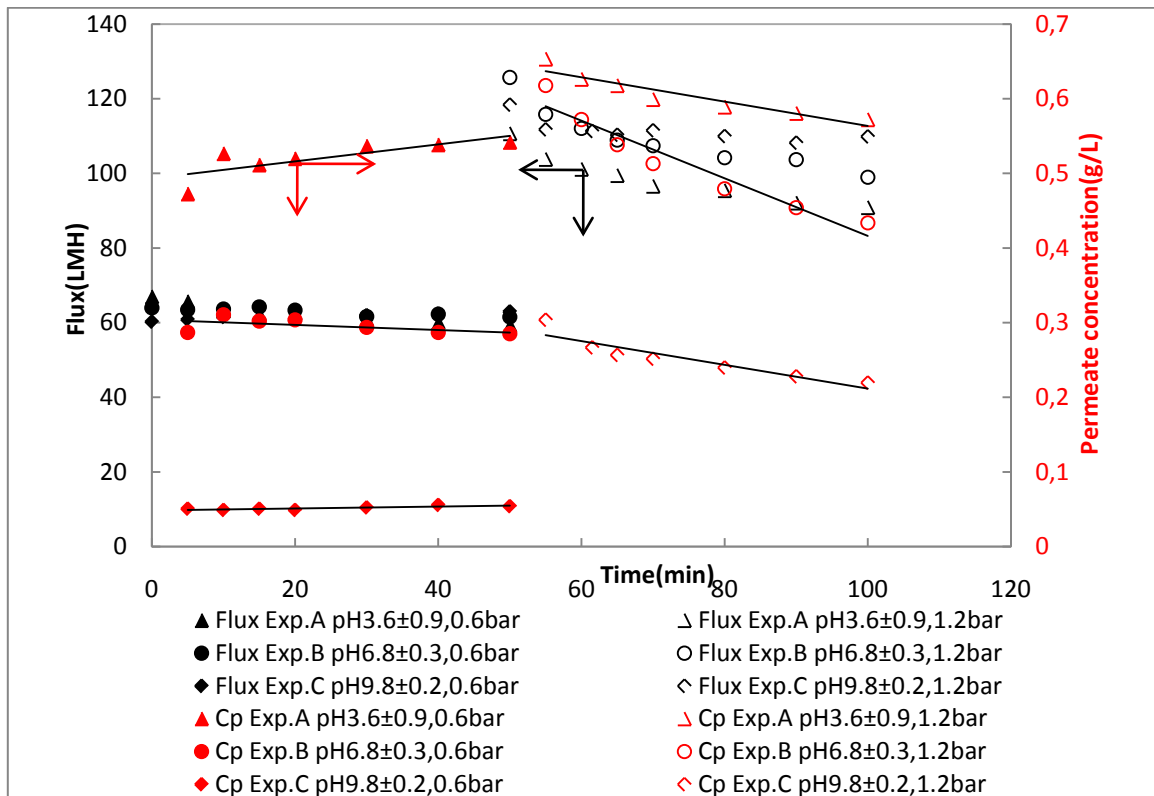 140
120
100
80
60
40
20
0
Flux(LMH)
0,7
0,6
0,5
0,4
0,3
0,2
0,1
0
Permeate concentration(g/L)
0 20 40 60 80 100 120
Time(min)
Flux Exp.A pH3.6±0.9,0.6bar
Flux Exp.A pH3.6±0.9,1.2bar
Flux Exp.B pH6.8±0.3,0.6bar
Flux Exp.B pH6.8±0.3,1.2bar
Flux Exp.C pH9.8±0.2,0.6bar
Flux Exp.C pH9.8±0.2,1.2bar
Cp Exp.A pH3.6±0.9,0.6bar
Cp Exp.A pH3.6±0.9,1.2bar
Cp Exp.B pH6.8±0.3,0.6bar
Cp Exp.B pH6.8±0.3,1.2bar
Cp Exp.C pH9.8±0.2,0.6bar
Cp Exp.C pH9.8±0.2,1.2bar